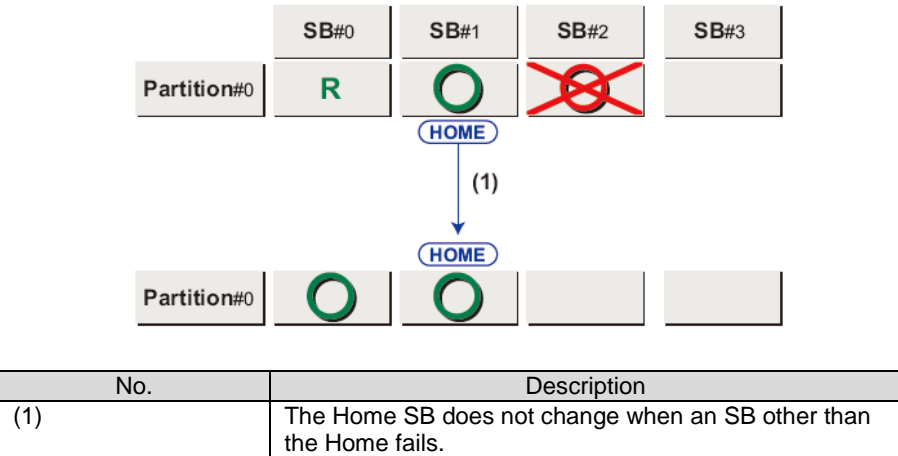 SB#0 SB#1 SB#2 SB#3
Partition#0 R
HOME
(1)
HOME
Partition#0
No. Description
(1) The Home SB does not change when an SB other than
the Home fails.